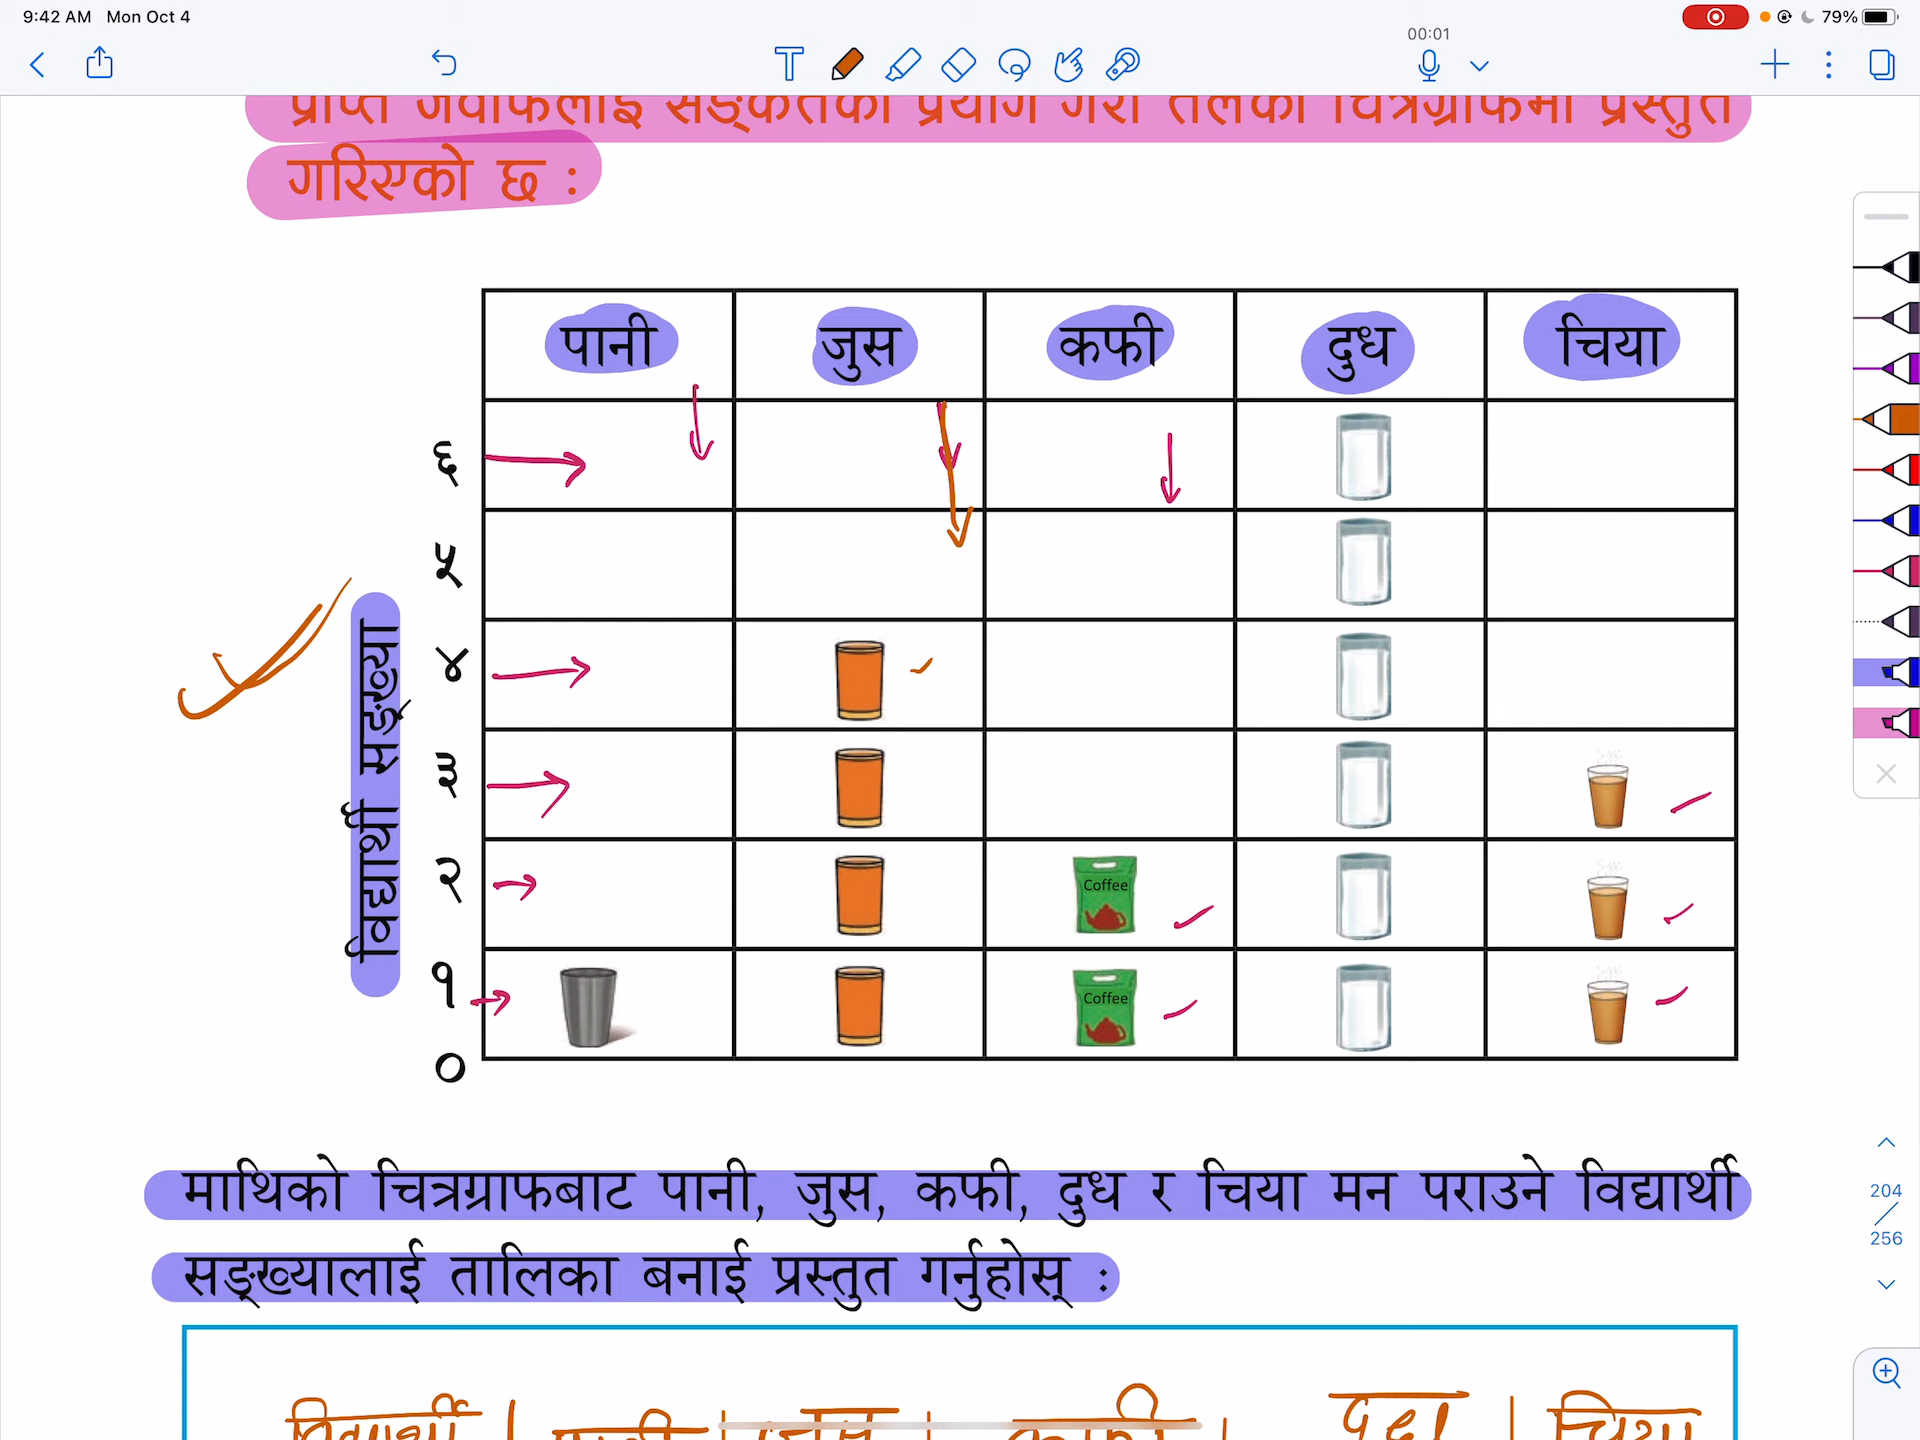 9:42 AM Mon Oct 4
79%
00:01
प्राप्त जवाफलाई सङ्केतको प्रयोग गरी तलको चित्रग्राफमा प्रस्तुत
गरिएको छ :
पानी जुस कफी दुध चिया
६
५
४
३
२
Coffee
१
Coffee
०
विद्यार्थी सङ्ख्या
माथिको चित्रग्राफबाट पानी, जुस, कफी, दुध र चिया मन पराउने विद्यार्थी
सङ्ख्यालाई तालिका बनाई प्रस्तुत गर्नुहोस् :
204
256
विद्यार्थी | पानी | जुस | कफी | दुध | चिया